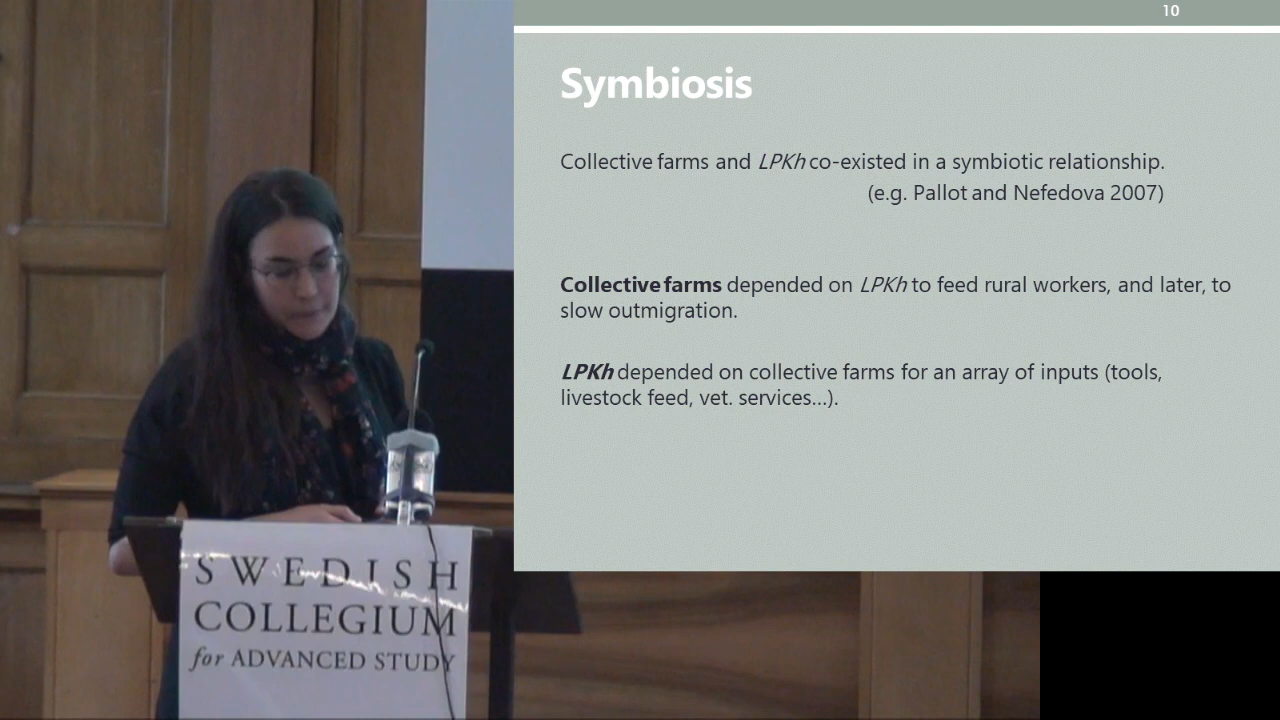 10
Symbiosis
Collective farms and LPKh co-existed in a symbiotic relationship.
(e.g. Pallot and Nefedova 2007)
Collective farms depended on LPKh to feed rural workers, and later, to
slow outmigration.
LPKh depended on collective farms for an array of inputs (tools,
livestock feed, vet. services...).
SWEDISH
COLLEGIUM
for ADVANCED STUDY